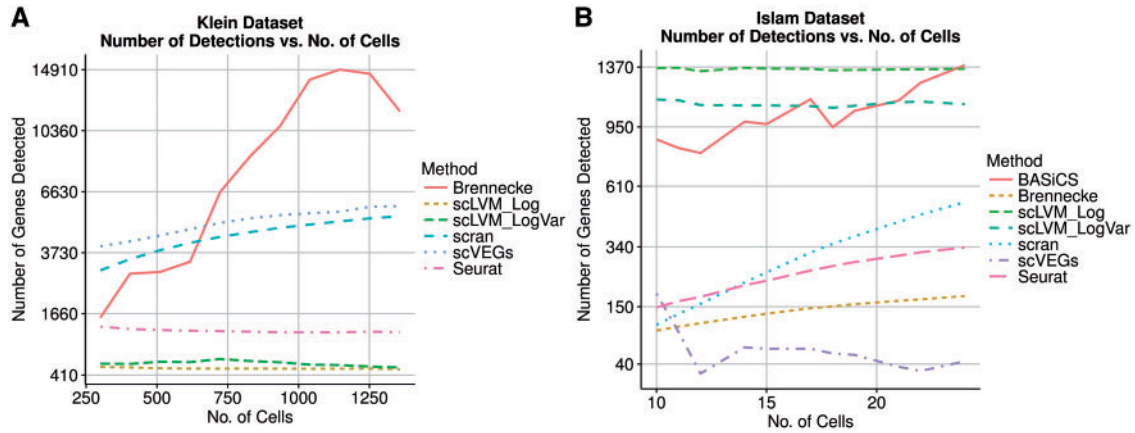 A
Klein Dataset
Number of Detections vs. No. of Cells
Number of Genes Detected
14910
10360
6630
3730
1660
410
250
500
750
1000
1250
No. of Cells
Method
Brennecke
scLVM_Log
scLVM_LogVar
scran
scVEGs
Seurat
B
Islam Dataset
Number of Detections vs. No. of Cells
Number of Genes Detected
1370
950
610
340
150
40
10
15
20
No. of Cells
Method
BASiCS
Brennecke
scLVM_Log
scLVM_LogVar
scran
scVEGs
Seurat